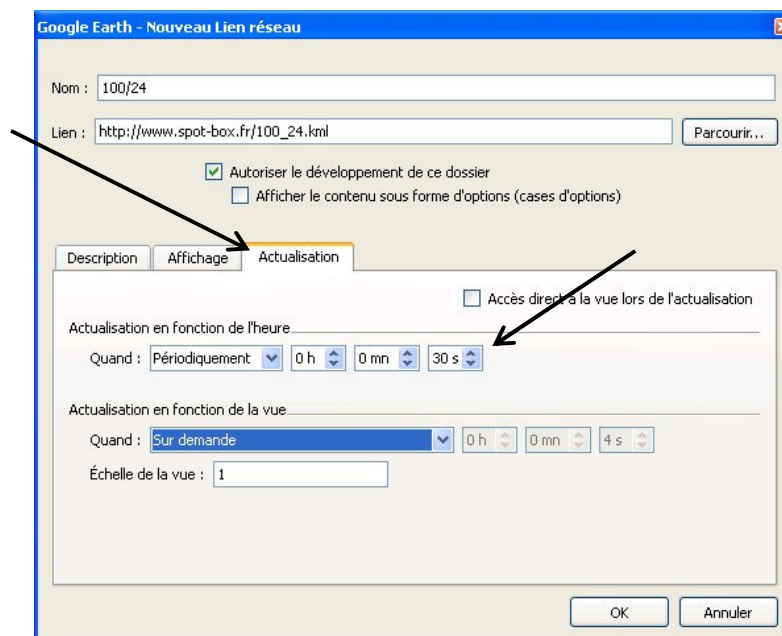 Google Earth - Nouveau Lien réseau
Nom : 100/24
Lien : http://www.spot-box.fr/100_24.kml Parcourir...
Autoriser le développement de ce dossier
Afficher le contenu sous forme d'options (cases d'options)
Description Affichage Actualisation
Accès direct à la vue lors de l'actualisation
Actualisation en fonction de l'heure
Quand : Périodiquement 0 h 0 mn 30 s
Actualisation en fonction de la vue
Quand : Sur demande 0 h 0 mn 4 s
Échelle de la vue : 1
OK Annuler